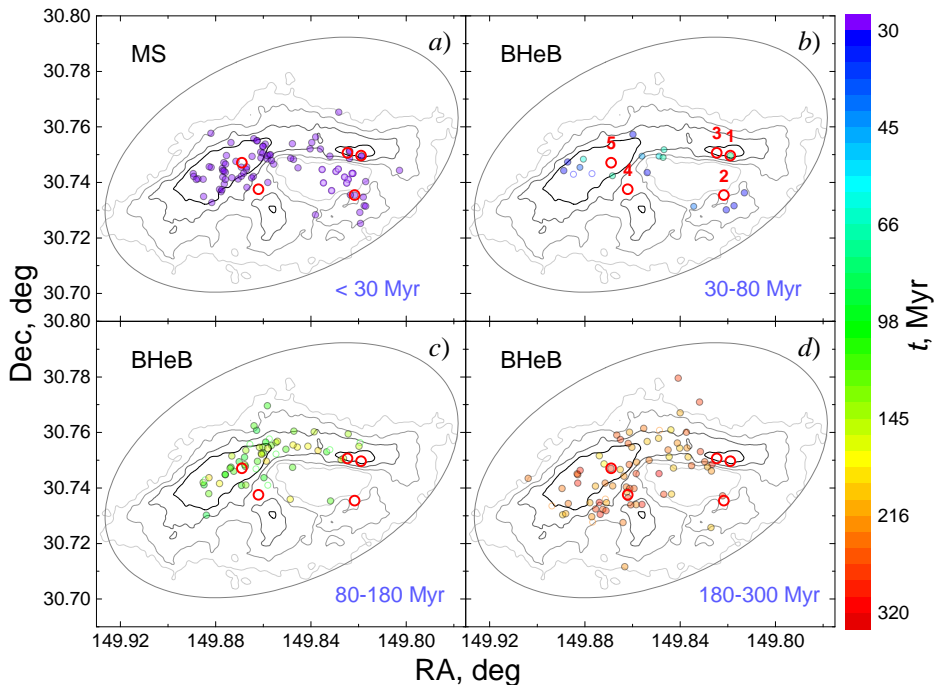 30.80
30.78
30.76
30.74
30.72
30.70
30.80
30.78
30.76
30.74
30.72
30.70
Dec, deg
MS
a)
< 30 Myr
BHeB
b)
5
4
3
1
2
30-80 Myr
BHeB
c)
80-180 Myr
BHeB
d)
180-300 Myr
149.92
149.88
149.84
149.80
149.92
149.88
149.84
149.80
RA, deg
30
45
66
98
145
216
320
t, Myr